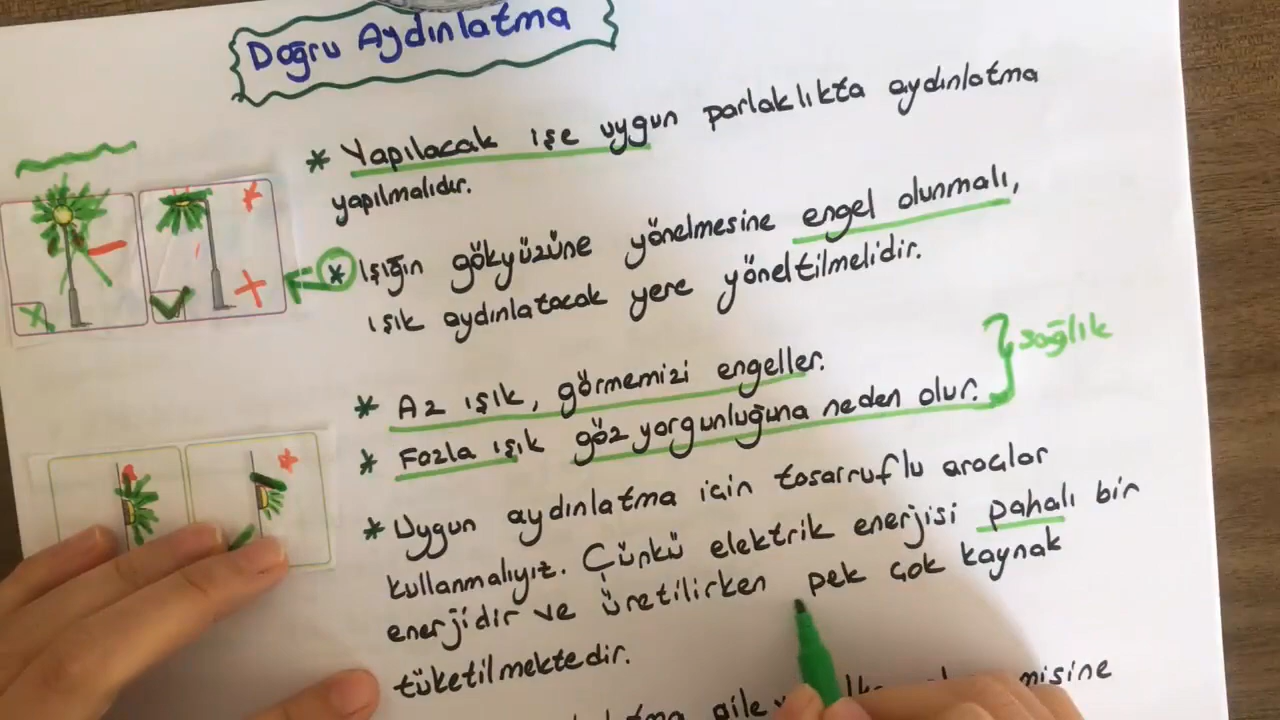 Doğru Aydınlatma
* Yapılacak işe uygun parlaklıkta aydınlatma
yapılmalıdır.
* Işığın gökyüzüne yönelmesine engel olunmalı,
ışık aydınlatacak yere yöneltilmelidir.
* Az ışık, görmemizi engeller.
* Fazla ışık göz yorgunluğuna neden olur.
sağlık
* Uygun aydınlatma için tasarruflu araçlar
kullanmalıyız. Çünkü elektrik enerjisi pahalı bir
enerjidir ve üretilirken pek çok kaynak
tüketilmektedir.
aile